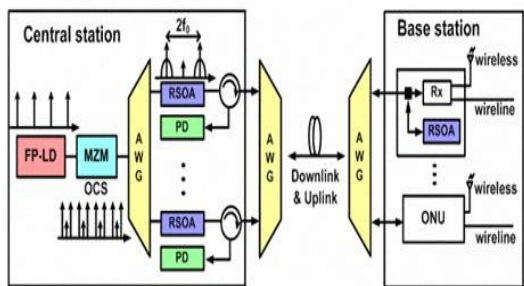 Central station
2f₀
RSOA
PD
FP-LD
MZM
OCS
AWG
RSOA
PD
AWG
Downlink
& Uplink
AWG
Base station
wireless
Rx
wireline
RSOA
wireless
ONU
wireline